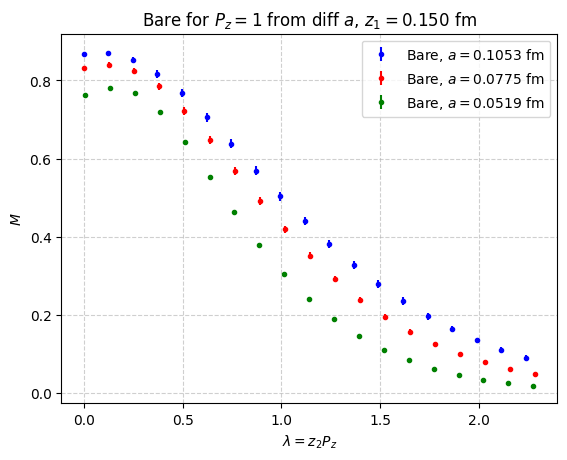 Bare for $P_z = 1$ from diff $a$, $z_1 = 0.150$ fm
Bare, $a = 0.1053$ fm
Bare, $a = 0.0775$ fm
Bare, $a = 0.0519$ fm
0.8
0.6
0.4
0.2
0.0
$M$
0.0 0.5 1.0 1.5 2.0
$\lambda = z_2 P_z$